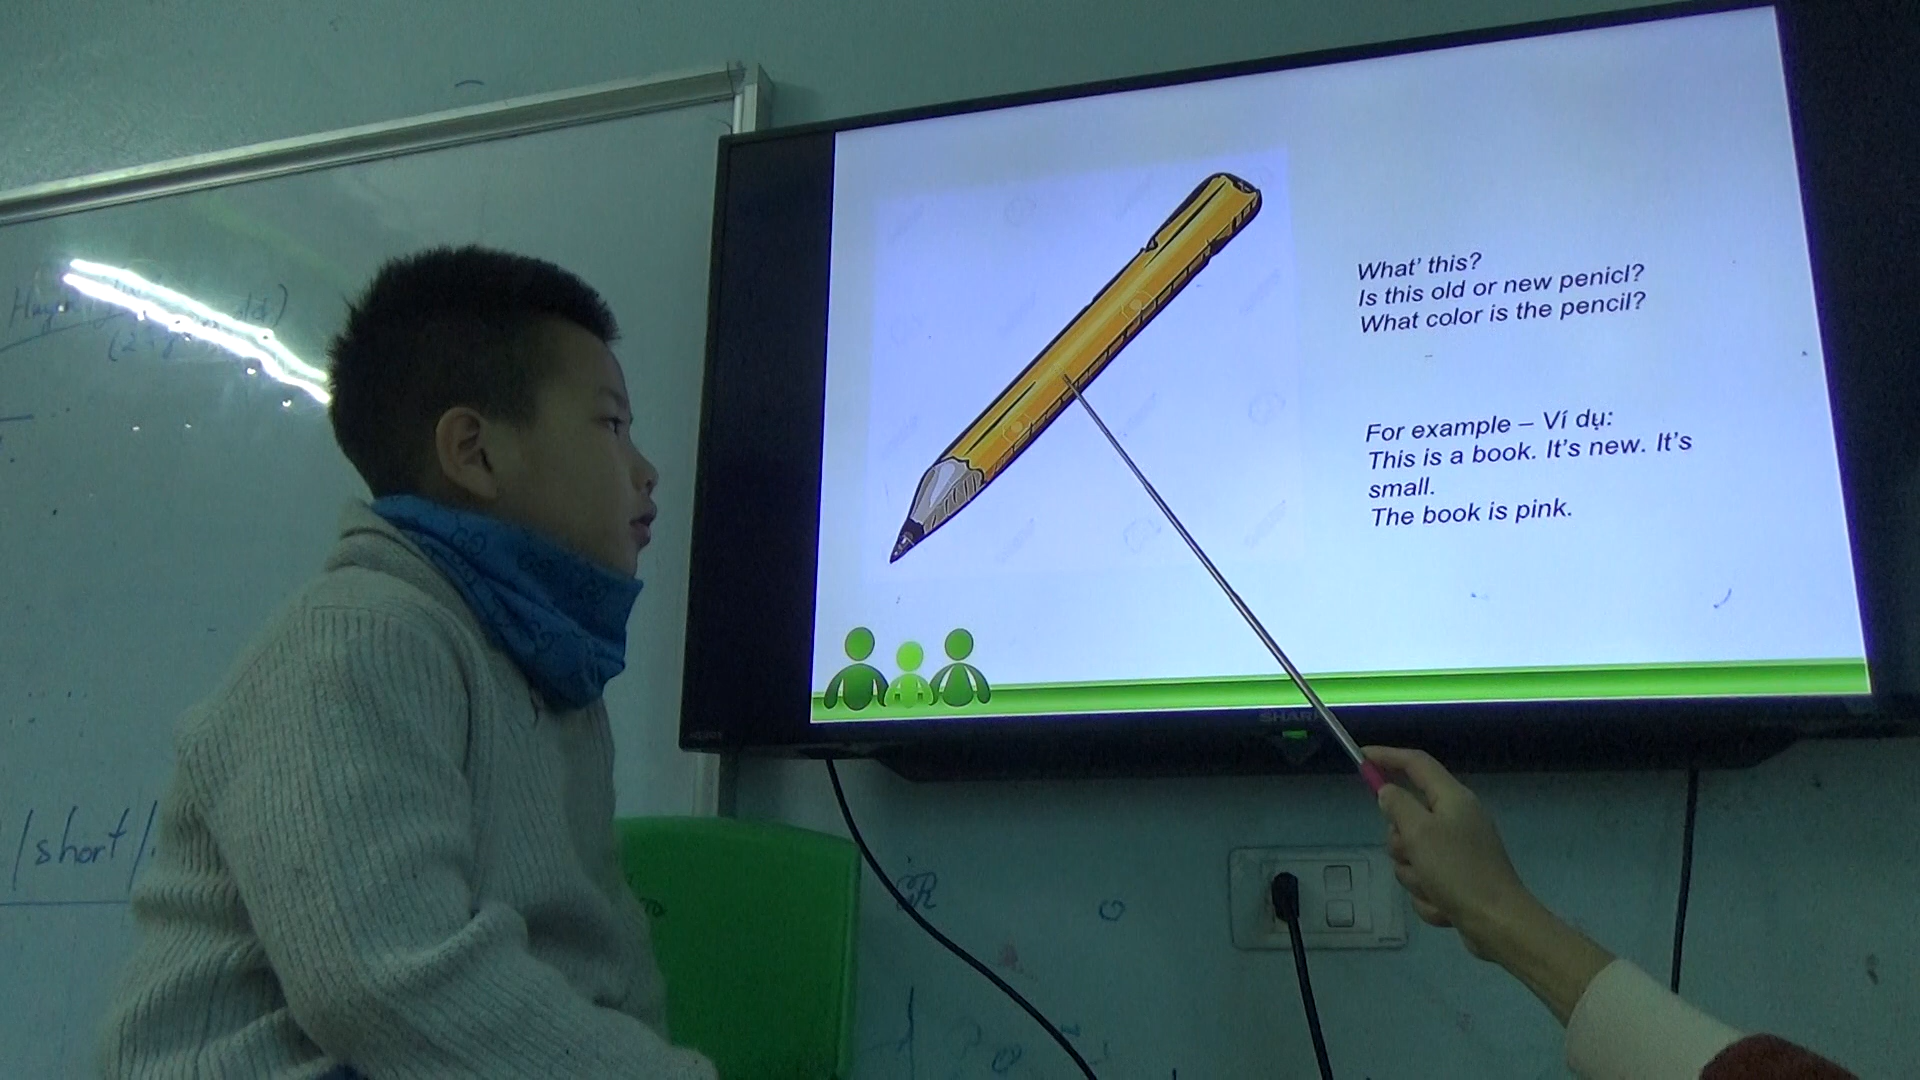 What' this?
Is this old or new penicl?
What color is the pencil?
For example – Ví dụ:
This is a book. It's new. It's
small.
The book is pink.
SHARP
/short/